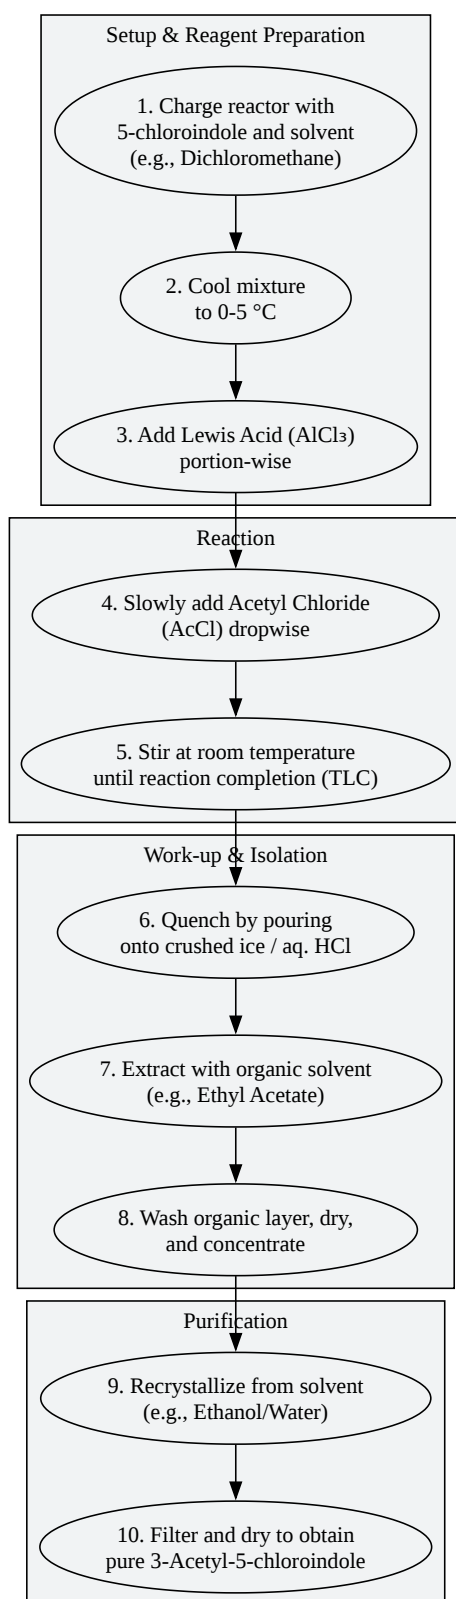 Setup & Reagent Preparation
1. Charge reactor with
5-chloroindole and solvent
(e.g., Dichloromethane)
2. Cool mixture
to 0-5 °C
3. Add Lewis Acid (AlCl₃)
portion-wise
Reaction
4. Slowly add Acetyl Chloride
(AcCl) dropwise
5. Stir at room temperature
until reaction completion (TLC)
Work-up & Isolation
6. Quench by pouring
onto crushed ice / aq. HCl
7. Extract with organic solvent
(e.g., Ethyl Acetate)
8. Wash organic layer, dry,
and concentrate
Purification
9. Recrystallize from solvent
(e.g., Ethanol/Water)
10. Filter and dry to obtain
pure 3-Acetyl-5-chloroindole